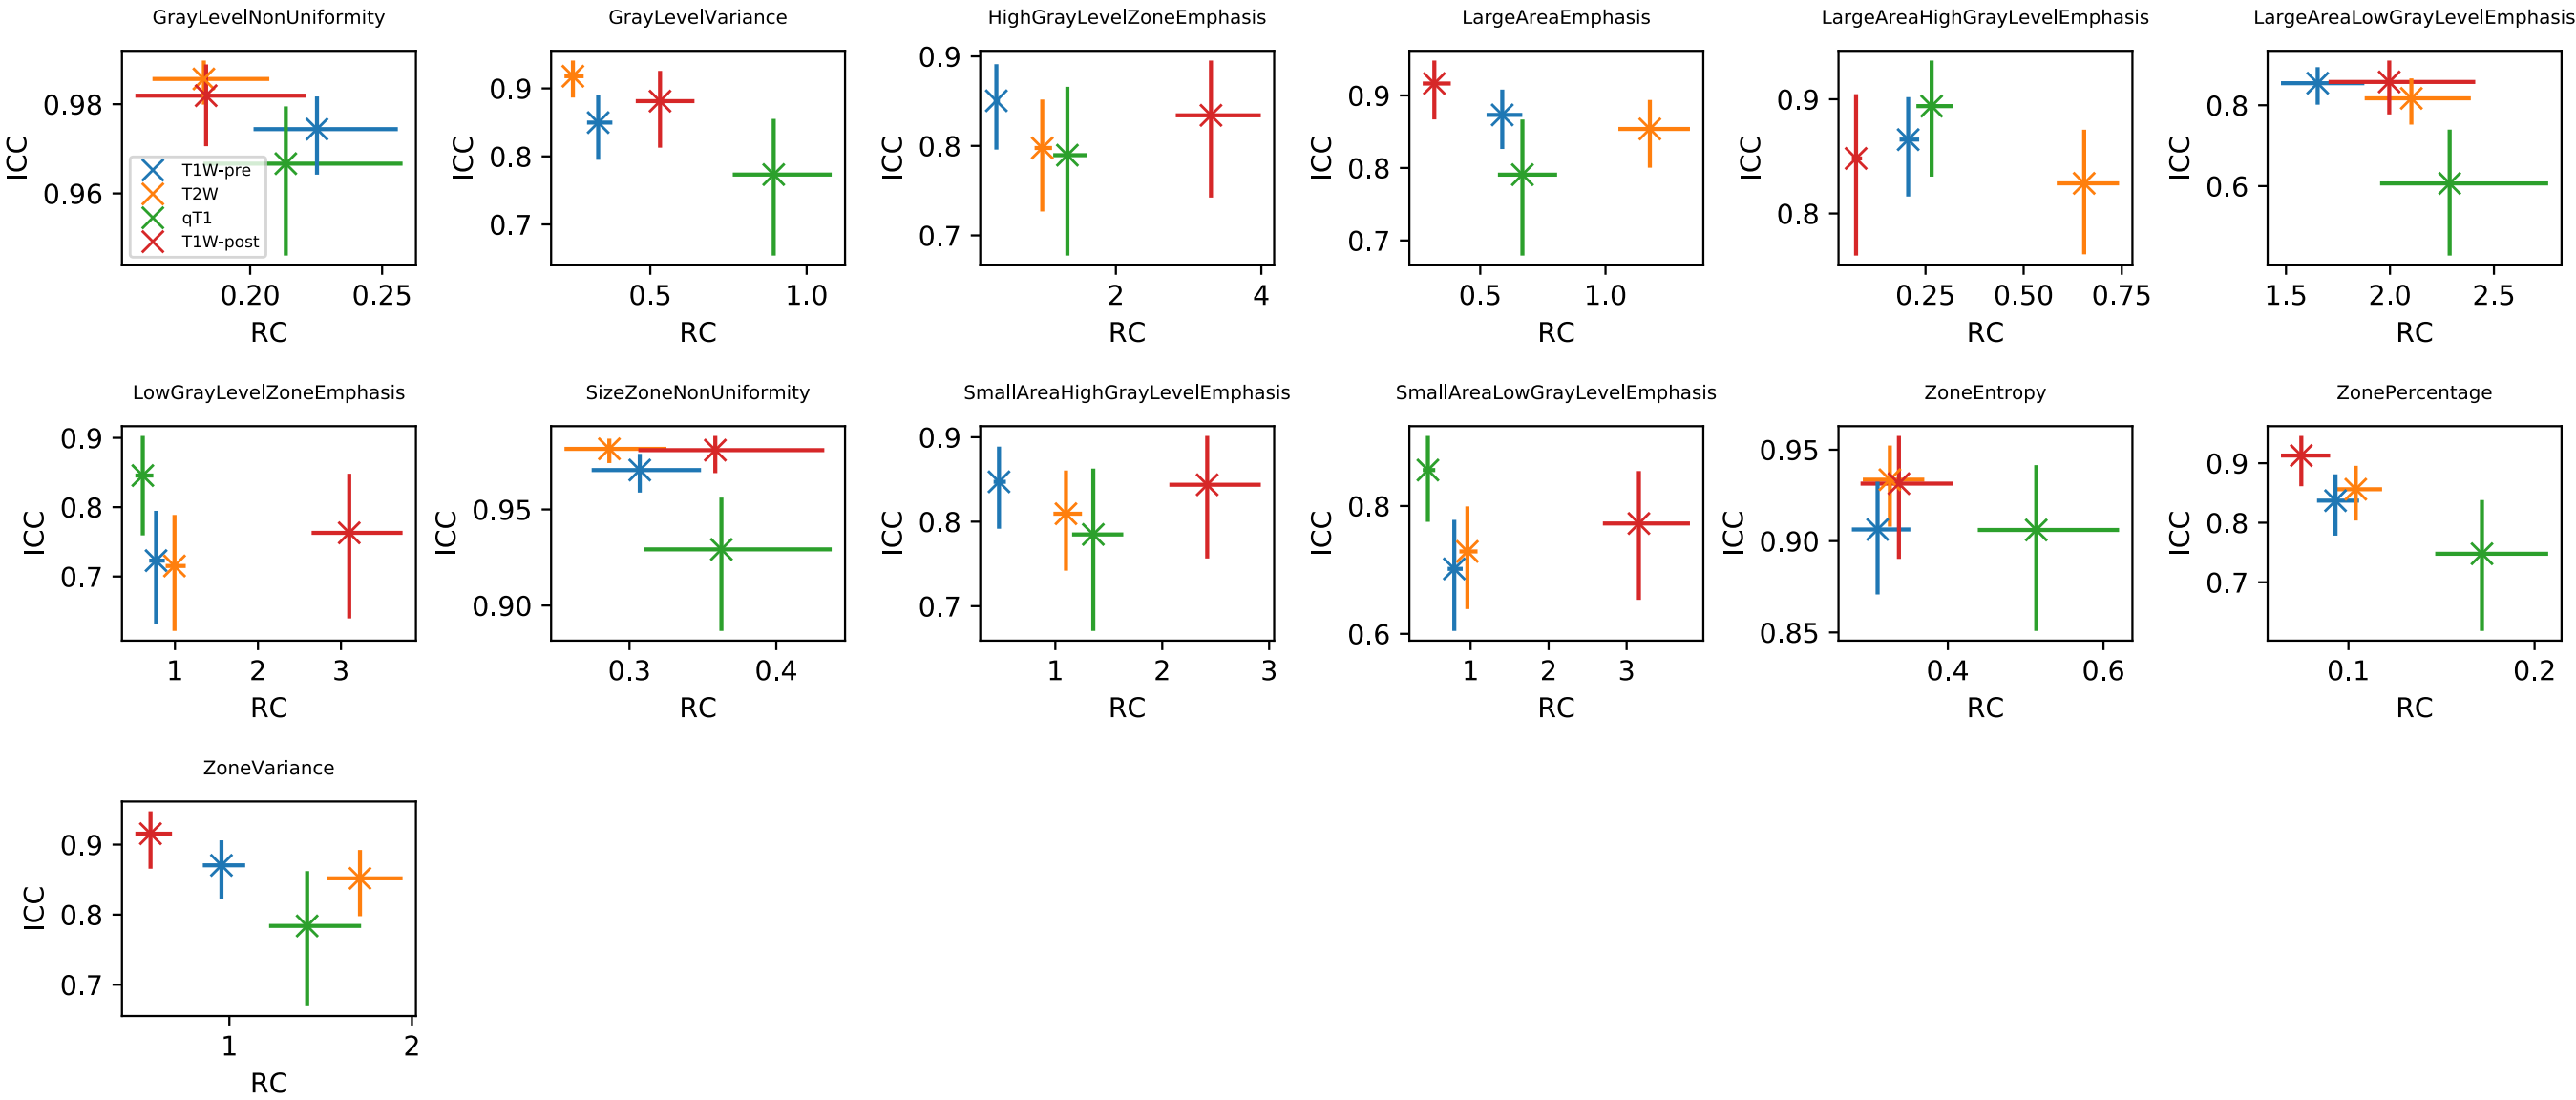 GrayLevelNonUniformity
ICC
0.98
0.96
T1W-pre
T2W
qT1
T1W-post
0.20 0.25
RC
GrayLevelVariance
ICC
0.9
0.8
0.7
0.5 1.0
RC
HighGrayLevelZoneEmphasis
ICC
0.9
0.8
0.7
2 4
RC
LargeAreaEmphasis
ICC
0.9
0.8
0.7
0.5 1.0
RC
LargeAreaHighGrayLevelEmphasis
ICC
0.9
0.8
0.25 0.50 0.75
RC
LargeAreaLowGrayLevelEmphasis
ICC
0.8
0.6
1.5 2.0 2.5
RC
LowGrayLevelZoneEmphasis
ICC
0.9
0.8
0.7
1 2 3
RC
SizeZoneNonUniformity
ICC
0.95
0.90
0.3 0.4
RC
SmallAreaHighGrayLevelEmphasis
ICC
0.9
0.8
0.7
1 2 3
RC
SmallAreaLowGrayLevelEmphasis
ICC
0.8
0.6
1 2 3
RC
ZoneEntropy
ICC
0.95
0.90
0.85
0.4 0.6
RC
ZonePercentage
ICC
0.9
0.8
0.7
0.1 0.2
RC
ZoneVariance
ICC
0.9
0.8
0.7
1 2
RC